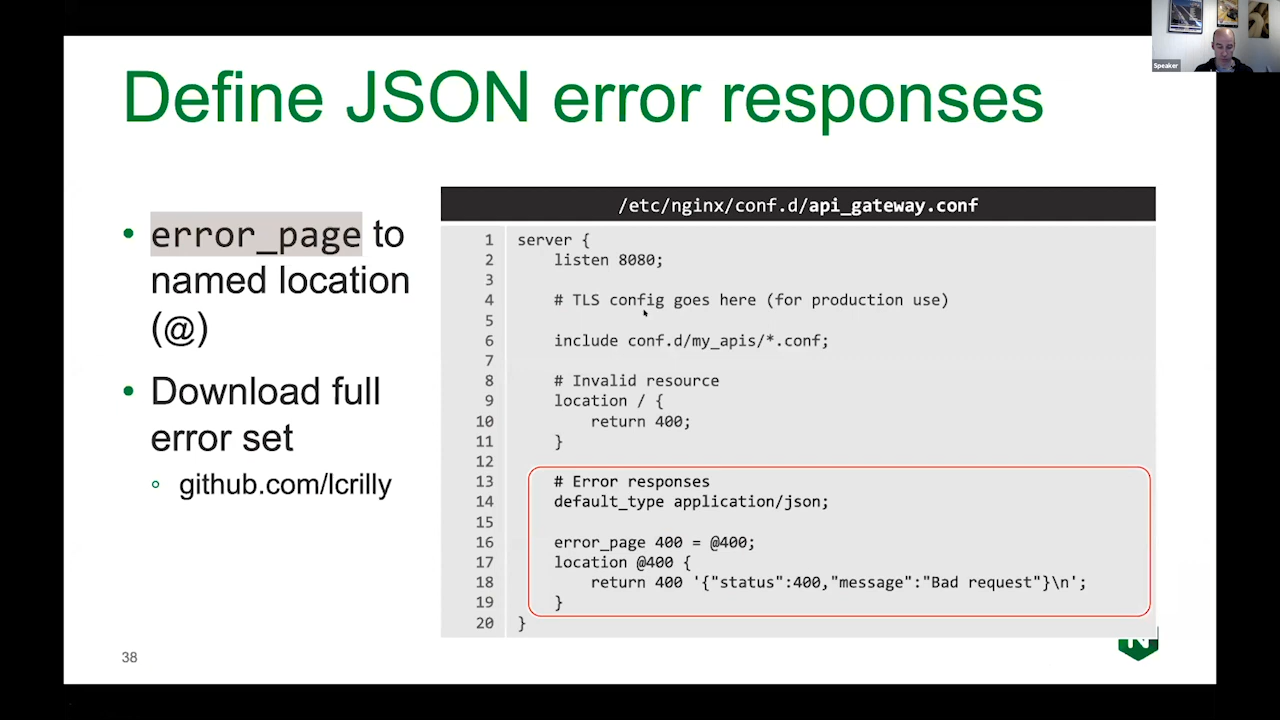 Define JSON error responses
Speaker
• error_page to
named location
(@)
• Download full
error set
○ github.com/lcrilly
/etc/nginx/conf.d/api_gateway.conf
1 server {
2     listen 8080;
3
4     # TLS config goes here (for production use)
5
6     include conf.d/my_apis/*.conf;
7
8     # Invalid resource
9     location / {
10         return 400;
11     }
12
13     # Error responses
14     default_type application/json;
15
16     error_page 400 = @400;
17     location @400 {
18         return 400 '{"status":400,"message":"Bad request"}\n';
19     }
20 }
38